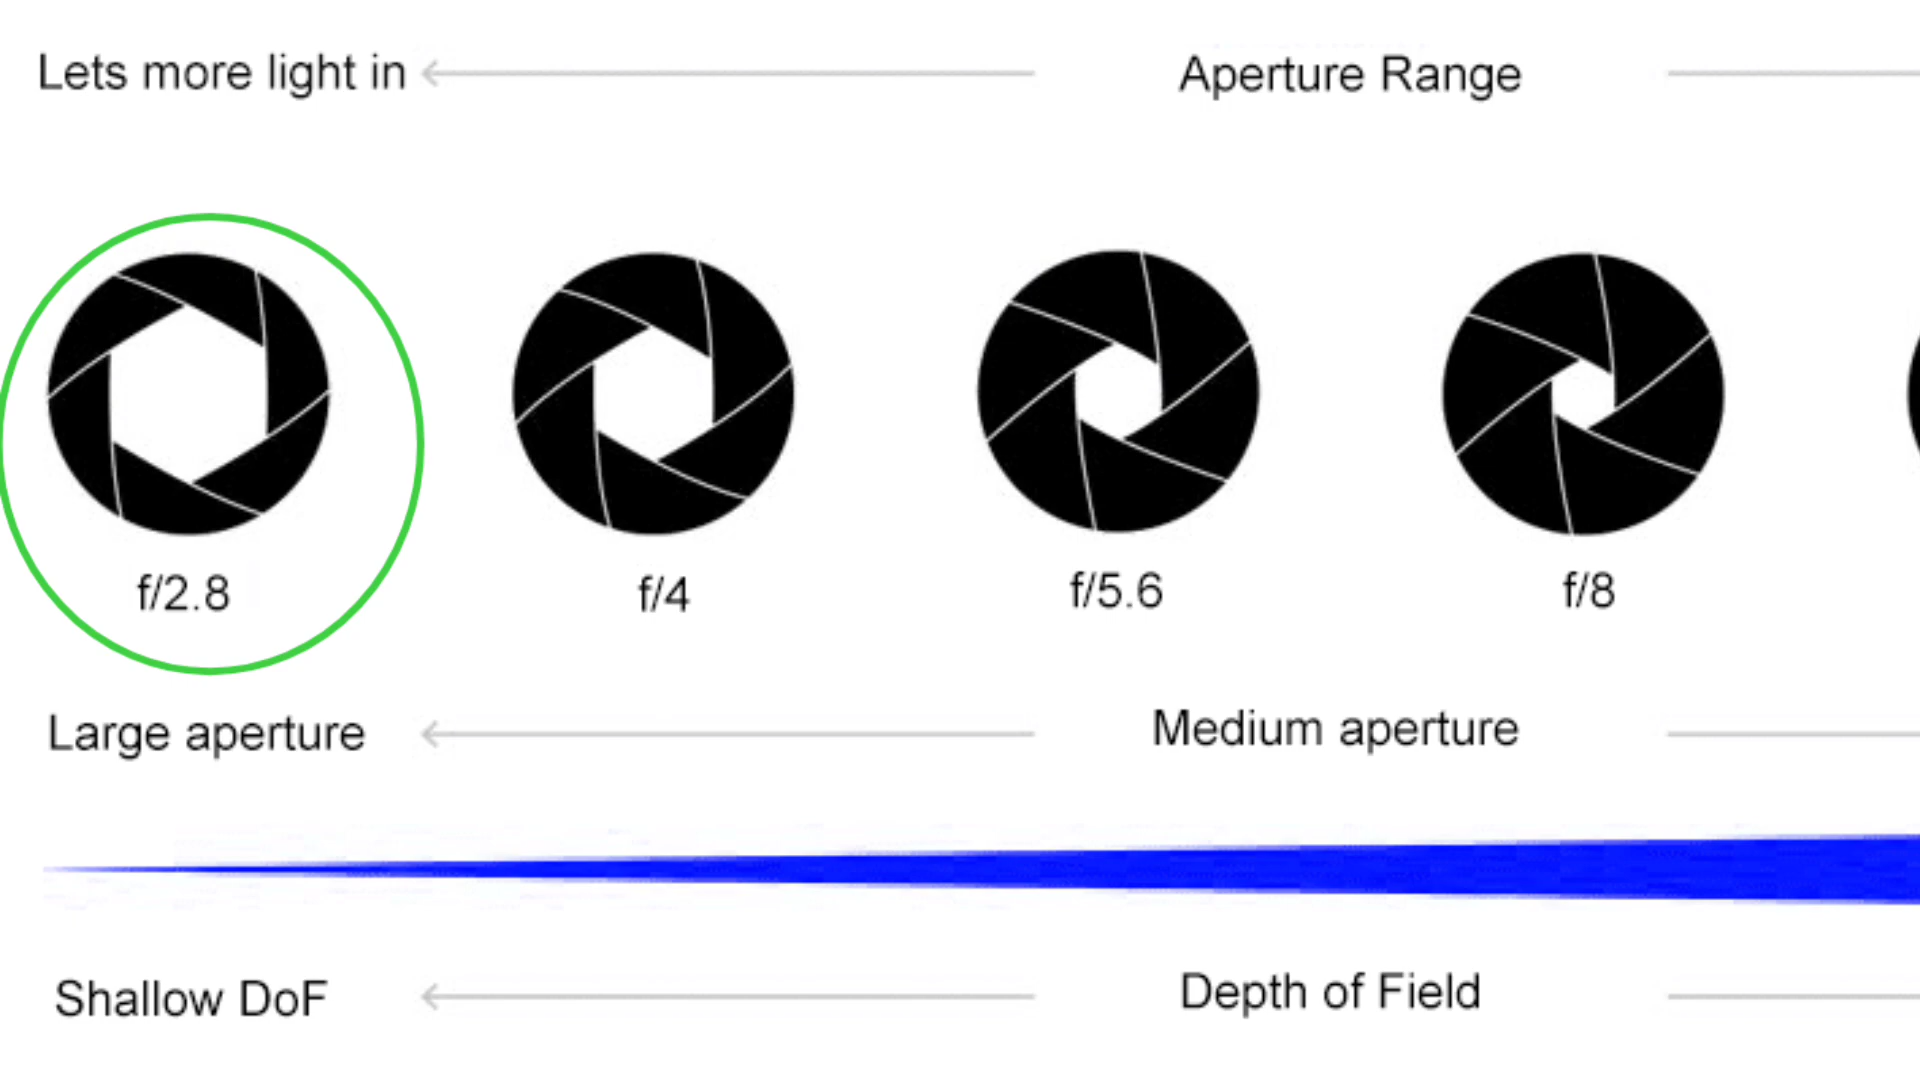 Lets more light in
Aperture Range
f/2.8
f/4
f/5.6
f/8
Large aperture
Medium aperture
Shallow DoF
Depth of Field